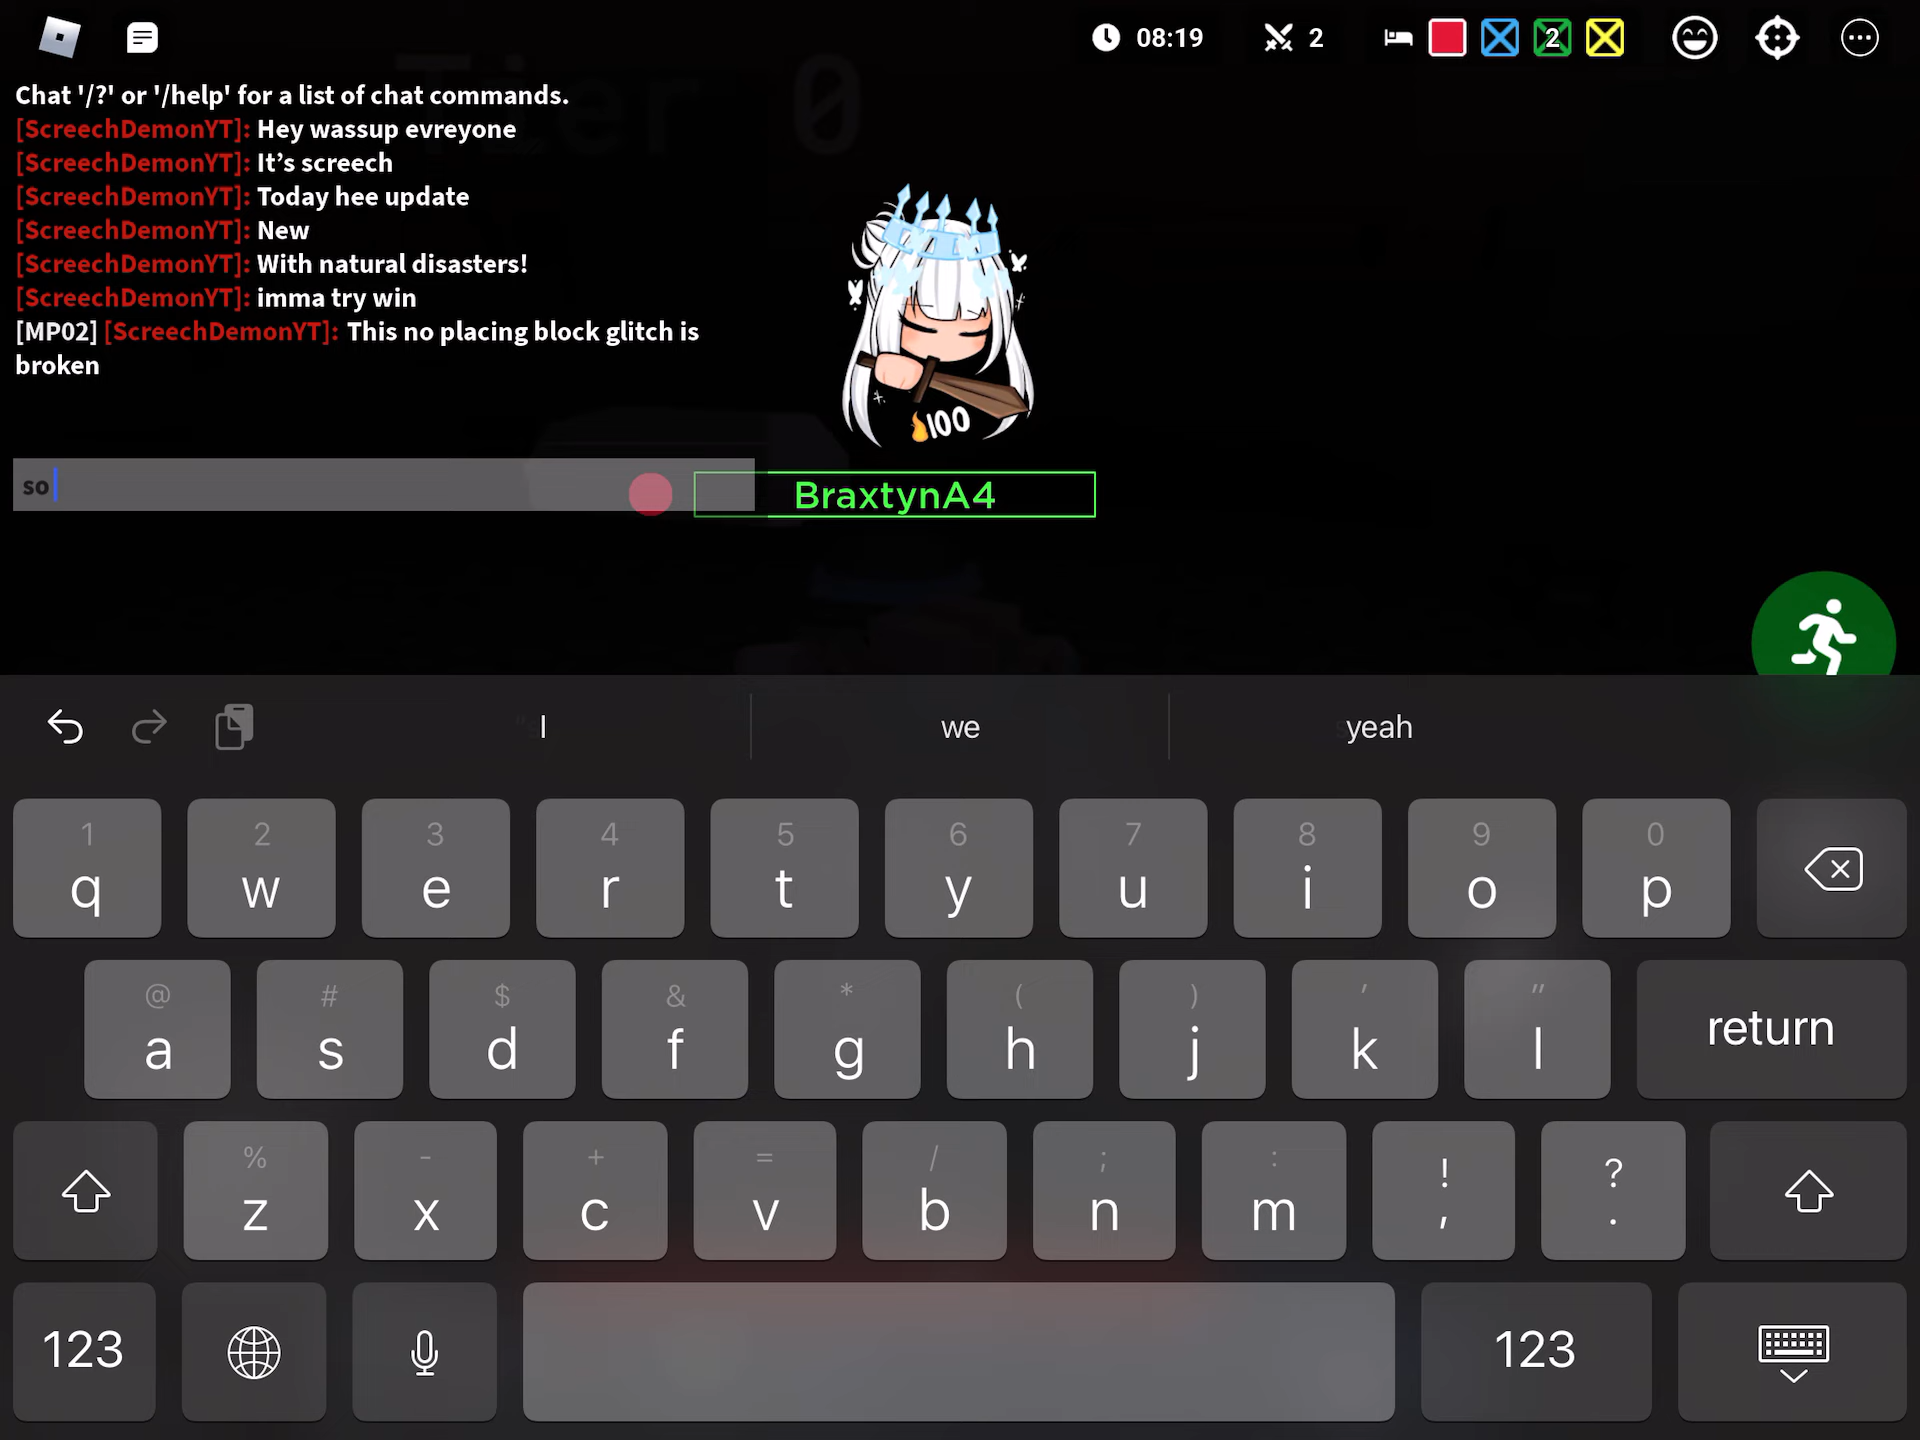 08:19
2
2
Tier 0
Chat '/?' or '/help' for a list of chat commands.
[ScreechDemonYT]: Hey wassup evreyone
[ScreechDemonYT]: It's screech
[ScreechDemonYT]: Today hee update
[ScreechDemonYT]: New
[ScreechDemonYT]: With natural disasters!
[ScreechDemonYT]: imma try win
[MP02] [ScreechDemonYT]: This no placing block glitch is
broken
100
so
BraxtynA4
I we yeah
1 2 3 4 5 6 7 8 9 0
q w e r t y u i o p
@ # $ & * ( ) ' "
a s d f g h j k l return
% - + = / ; : ! ?
z x c v b n m , .
123 123